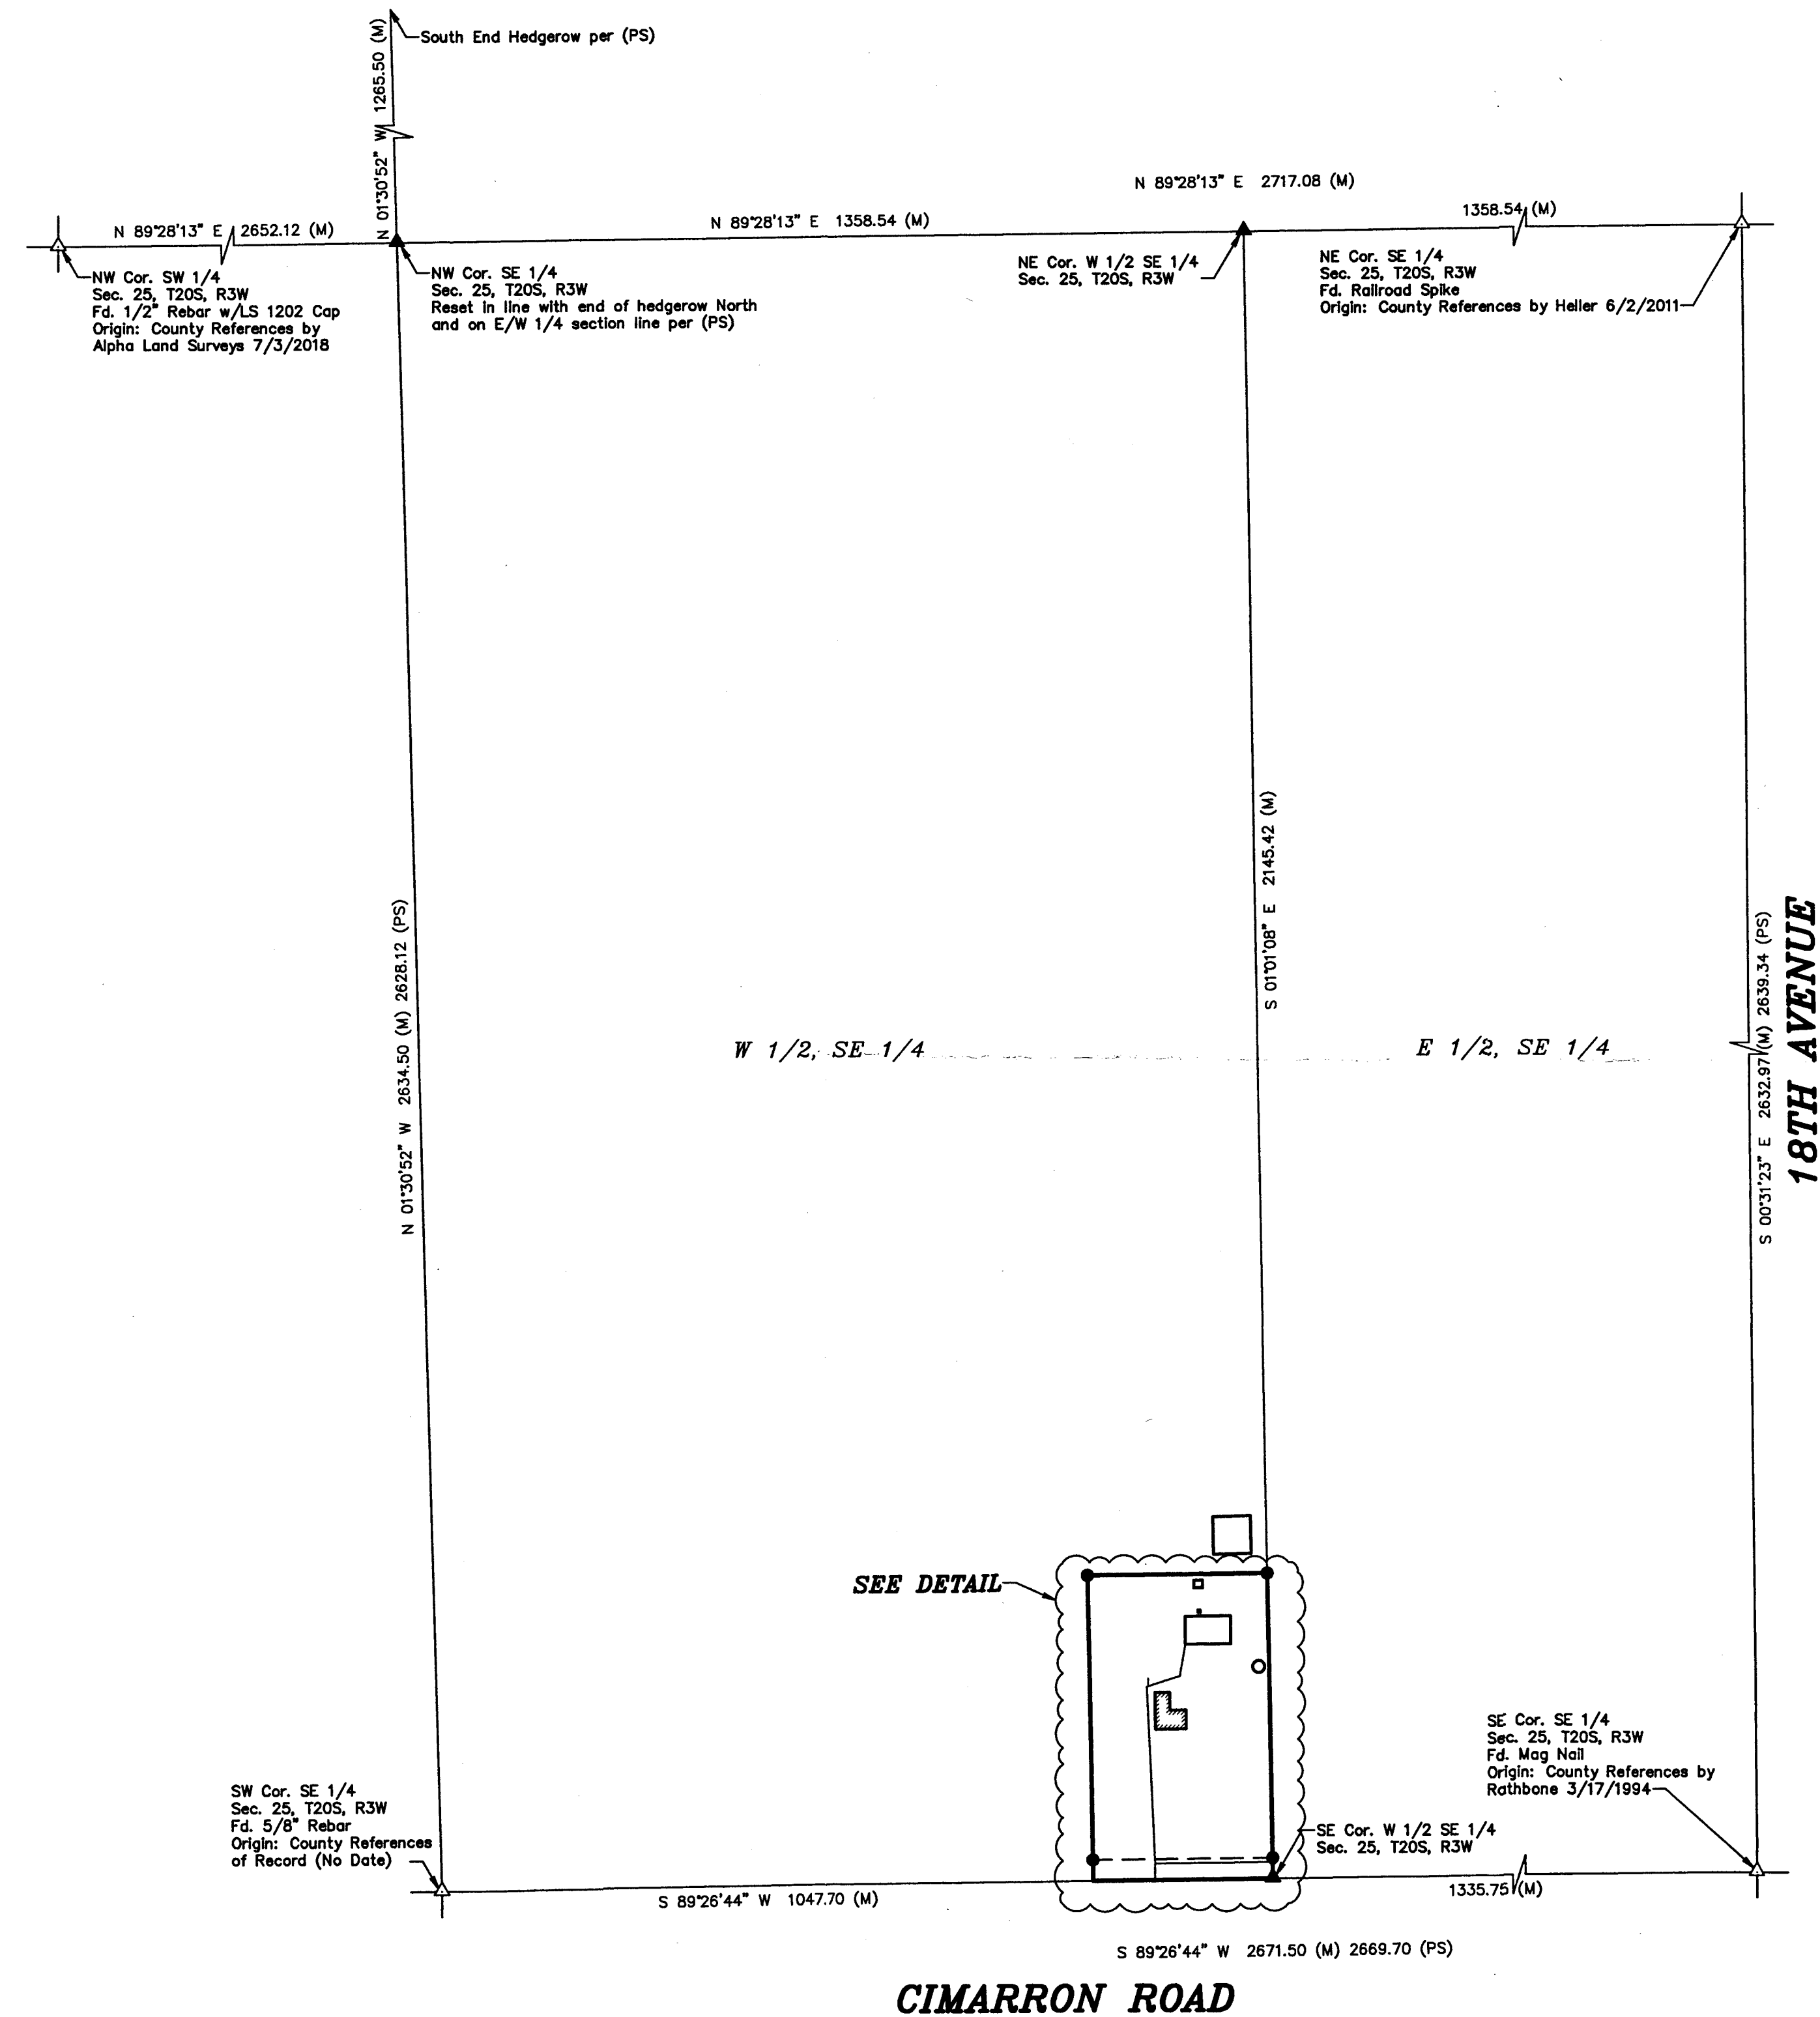 South End Hedgerow per (PS)
N 01°30'52" W 1265.50 (M)
N 89°28'13" E 2717.08 (M)
N 89°28'13" E 2652.12 (M)
N 89°28'13" E 1358.54 (M)
1358.54 (M)
NW Cor. SW 1/4
Sec. 25, T20S, R3W
Fd. 1/2" Rebar w/LS 1202 Cap
Origin: County References by
Alpha Land Surveys 7/3/2018
NW Cor. SE 1/4
Sec. 25, T20S, R3W
Reset in line with end of hedgerow North
and on E/W 1/4 section line per (PS)
NE Cor. W 1/2 SE 1/4
Sec. 25, T20S, R3W
NE Cor. SE 1/4
Sec. 25, T20S, R3W
Fd. Railroad Spike
Origin: County References by Heller 6/2/2011
N 01°30'52" W 2634.50 (M) 2628.12 (PS)
S 01°01'08" E 2145.42 (M)
S 00°31'23" E 2632.97 (M) 2639.34 (PS)
18TH AVENUE
W 1/2, SE 1/4
E 1/2, SE 1/4
SEE DETAIL
SW Cor. SE 1/4
Sec. 25, T20S, R3W
Fd. 5/8" Rebar
Origin: County References
of Record (No Date)
SE Cor. SE 1/4
Sec. 25, T20S, R3W
Fd. Mag Nail
Origin: County References by
Rathbone 3/17/1994
SE Cor. W 1/2 SE 1/4
Sec. 25, T20S, R3W
S 89°26'44" W 1047.70 (M)
1335.75 (M)
S 89°26'44" W 2671.50 (M) 2669.70 (PS)
CIMARRON ROAD